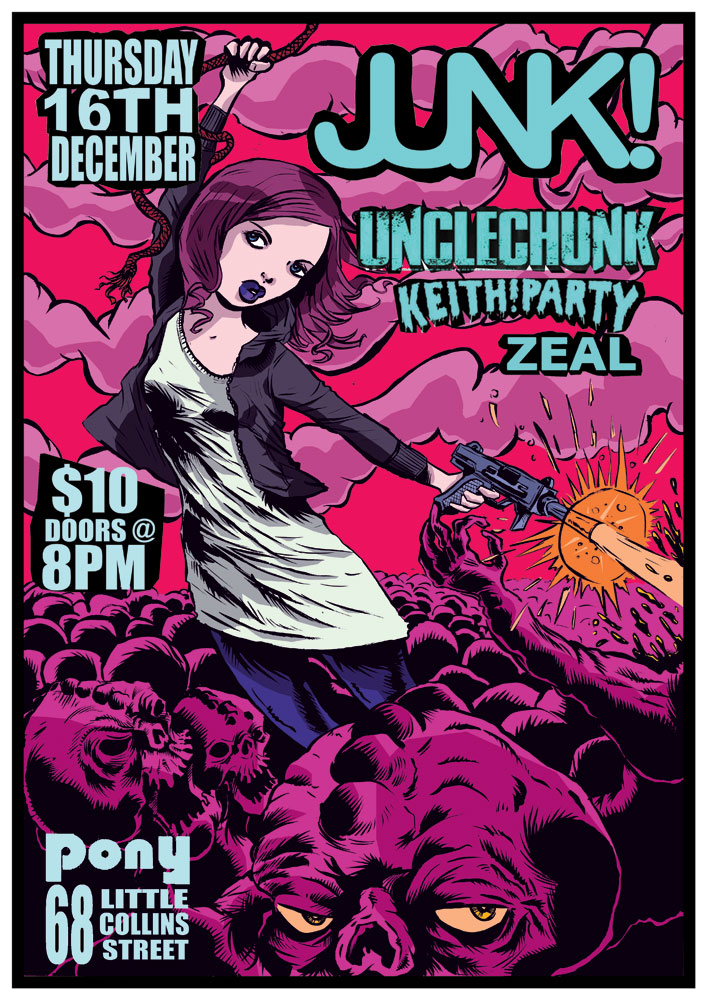 THURSDAY
16TH
DECEMBER
JUNK!
UNCLECHUNK
KEITH!PARTY
ZEAL
$10
DOORS @
8PM
Pony
68 LITTLE
COLLINS
STREET